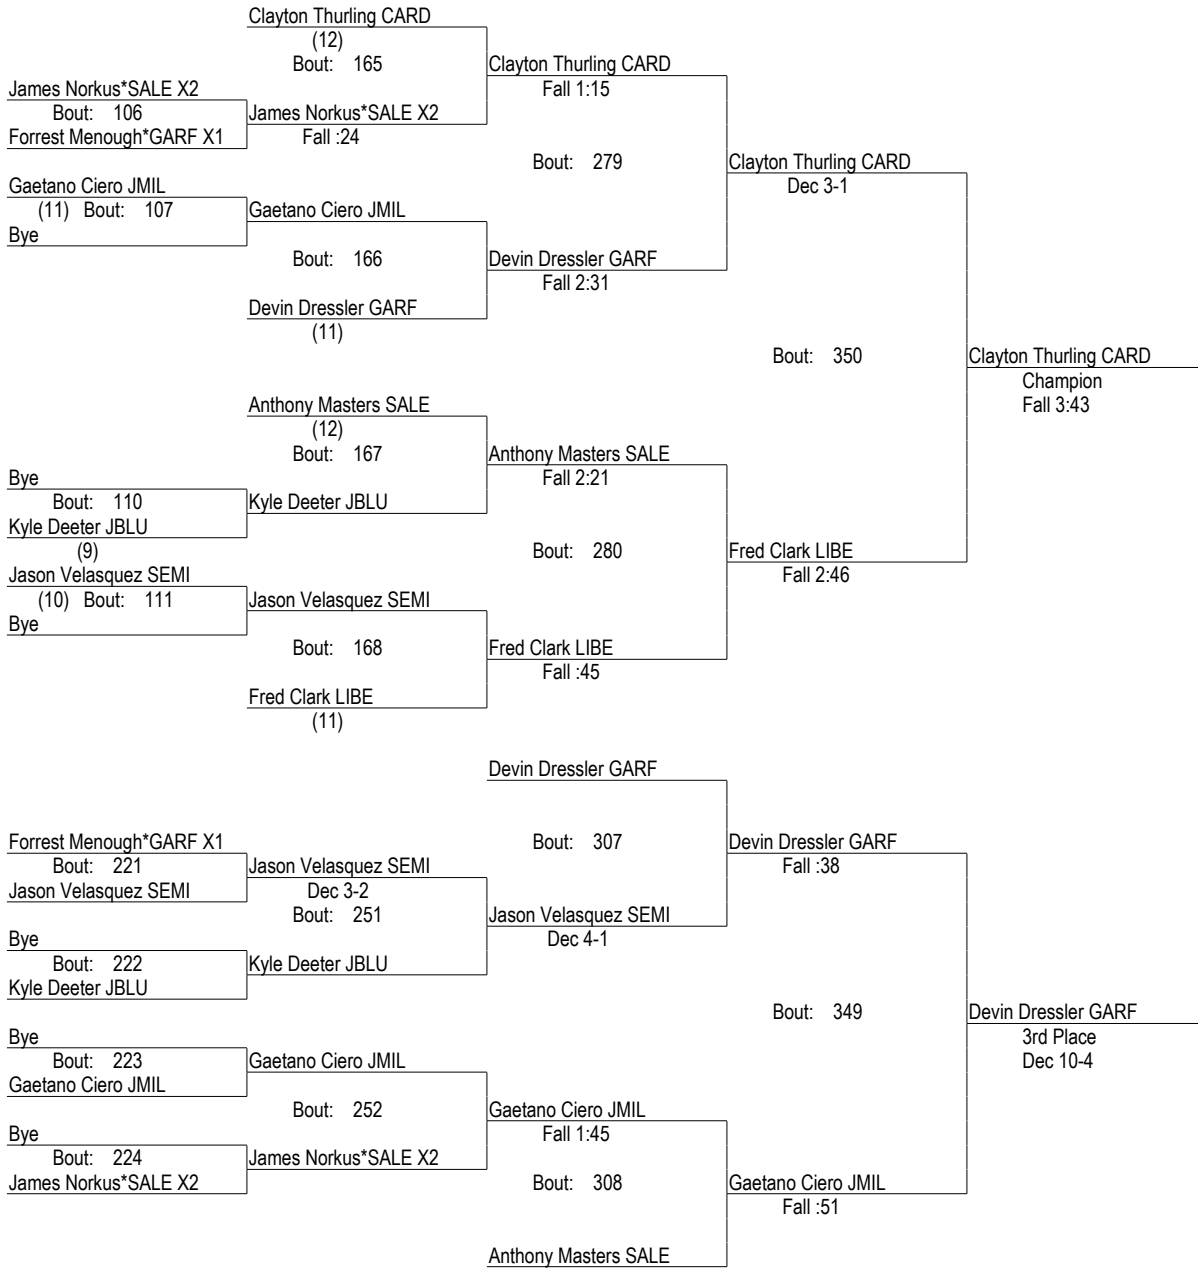 Clayton Thurling CARD
(12)
Bout: 165
Clayton Thurling CARD
Fall 1:15
James Norkus*SALE X2
Bout: 106
James Norkus*SALE X2
Forrest Menough*GARF X1
Fall :24
Bout: 279
Clayton Thurling CARD
Dec 3-1
Gaetano Ciero JMIL
(11) Bout: 107
Gaetano Ciero JMIL
Bye
Bout: 166
Devin Dressler GARF
Fall 2:31
Devin Dressler GARF
(11)
Bout: 350
Clayton Thurling CARD
Champion
Fall 3:43
Anthony Masters SALE
(12)
Bout: 167
Anthony Masters SALE
Fall 2:21
Bye
Bout: 110
Kyle Deeter JBLU
Kyle Deeter JBLU
(9)
Bout: 280
Fred Clark LIBE
Fall 2:46
Jason Velasquez SEMI
(10) Bout: 111
Jason Velasquez SEMI
Bye
Bout: 168
Fred Clark LIBE
Fall :45
Fred Clark LIBE
(11)
Devin Dressler GARF
Bout: 307
Devin Dressler GARF
Fall :38
Forrest Menough*GARF X1
Bout: 221
Jason Velasquez SEMI
Jason Velasquez SEMI
Dec 3-2
Bout: 251
Jason Velasquez SEMI
Dec 4-1
Bye
Bout: 222
Kyle Deeter JBLU
Kyle Deeter JBLU
Bout: 349
Devin Dressler GARF
3rd Place
Dec 10-4
Bye
Bout: 223
Gaetano Ciero JMIL
Gaetano Ciero JMIL
Bout: 252
Gaetano Ciero JMIL
Fall 1:45
Bye
Bout: 224
James Norkus*SALE X2
James Norkus*SALE X2
Bout: 308
Gaetano Ciero JMIL
Fall :51
Anthony Masters SALE